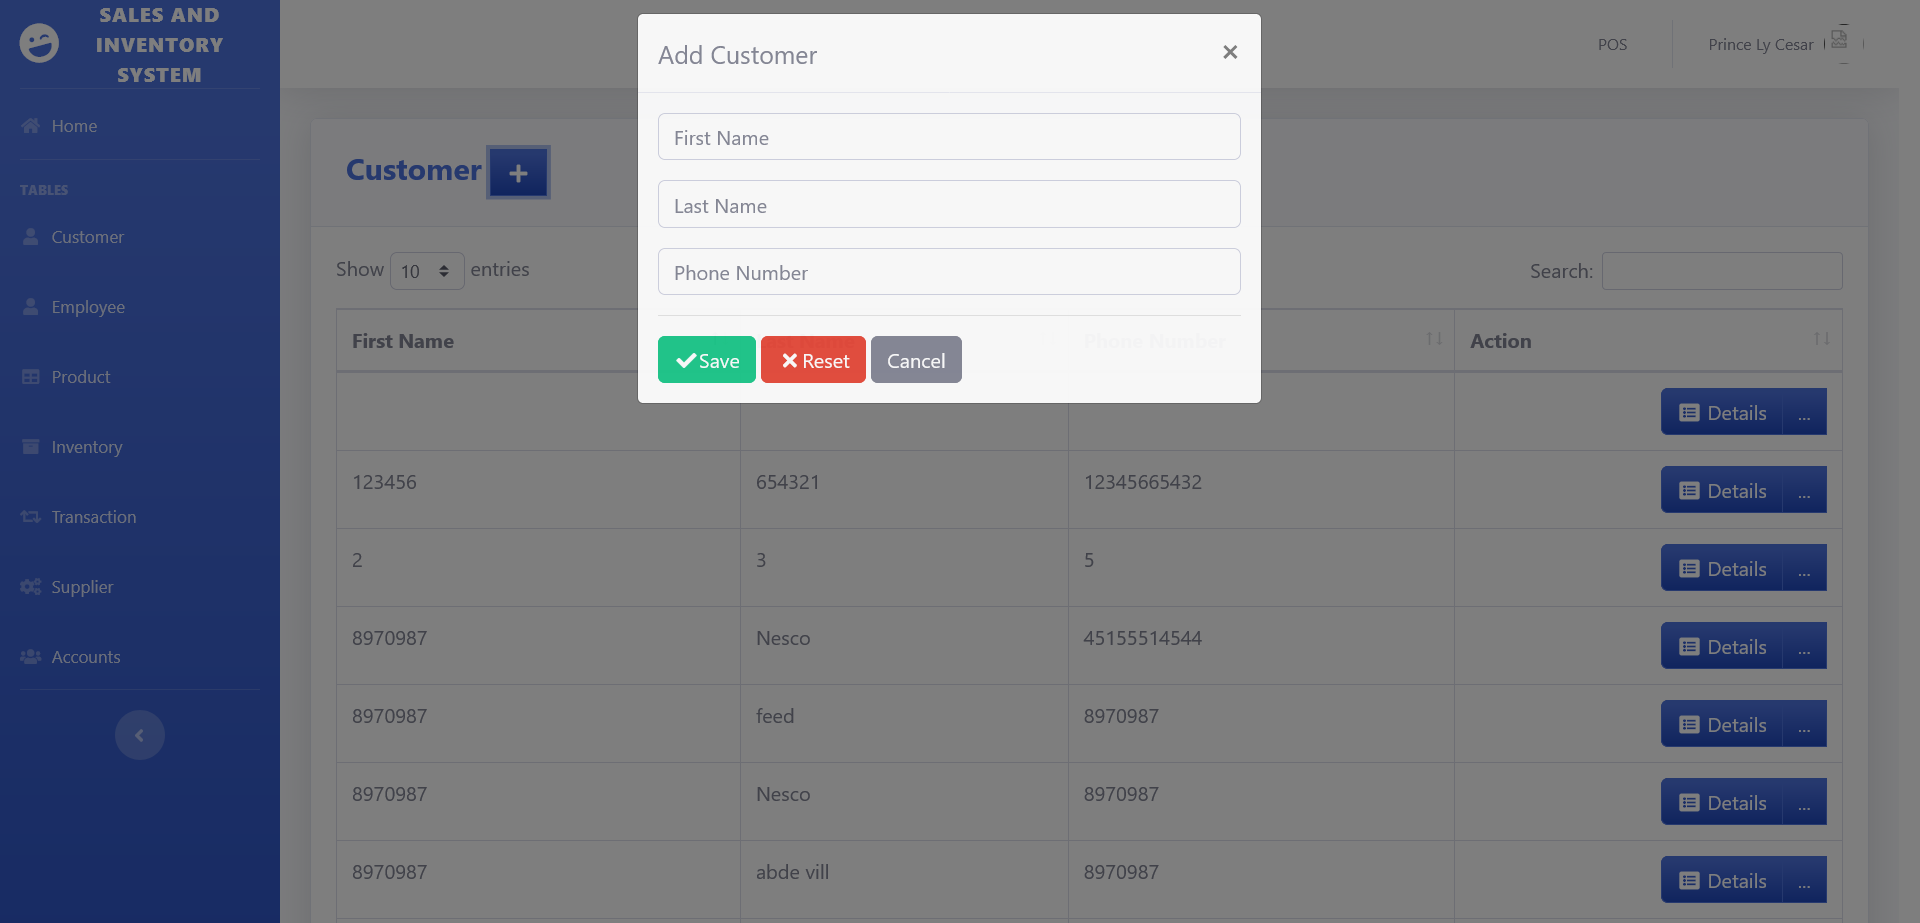 SALES AND
INVENTORY
SYSTEM
Home
TABLES
Customer
Employee
Product
Inventory
Transaction
Supplier
Accounts
POS
Prince Ly Cesar
Customer
Add Customer
First Name
Last Name
Phone Number
Save Reset Cancel
Show 10 entries
Search:
First Name Last Name Phone Number Action
Details ...
123456 654321 12345665432 Details ...
2 3 5 Details ...
8970987 Nesco 45155514544 Details ...
8970987 feed 8970987 Details ...
8970987 Nesco 8970987 Details ...
8970987 abde vill 8970987 Details ...